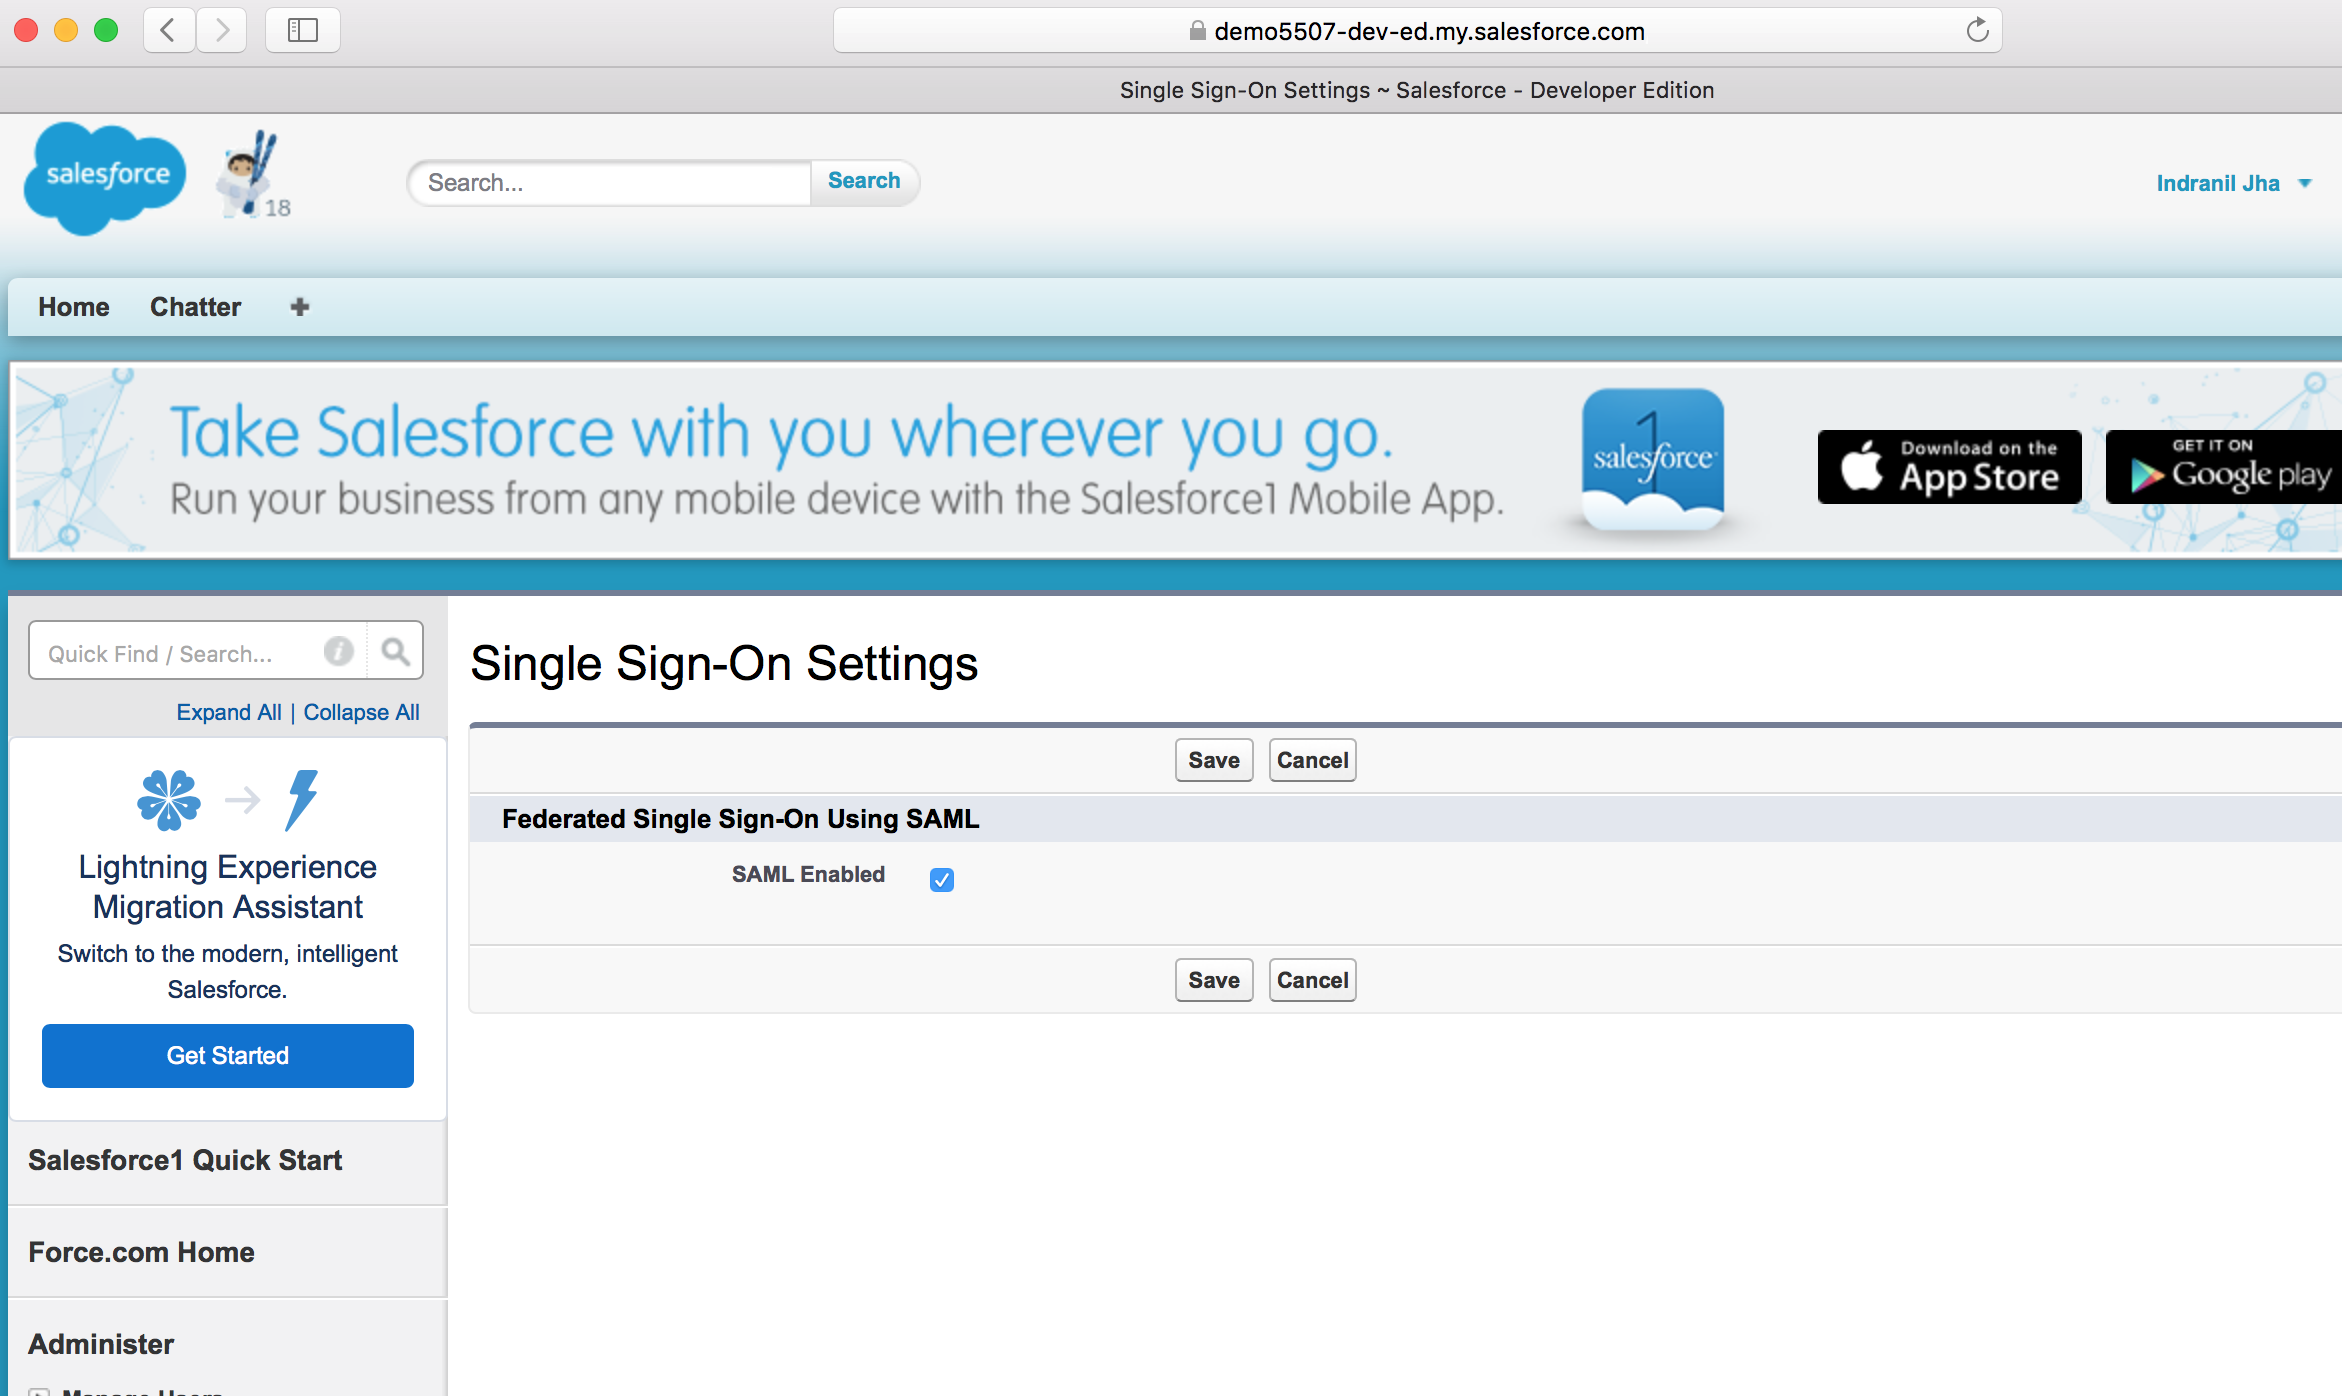 demo5507-dev-ed.my.salesforce.com
Single Sign-On Settings ~ Salesforce - Developer Edition
salesforce
18
Search...
Search
Indranil Jha
Home
Chatter
Take Salesforce with you wherever you go.
Run your business from any mobile device with the Salesforce1 Mobile App.
1
salesforce
Download on the
App Store
GET IT ON
Google play
Quick Find / Search...
Expand All | Collapse All
Lightning Experience
Migration Assistant
Switch to the modern, intelligent
Salesforce.
Get Started
Salesforce1 Quick Start
Force.com Home
Administer
Manage Users
Single Sign-On Settings
Save
Cancel
Federated Single Sign-On Using SAML
SAML Enabled
Save
Cancel